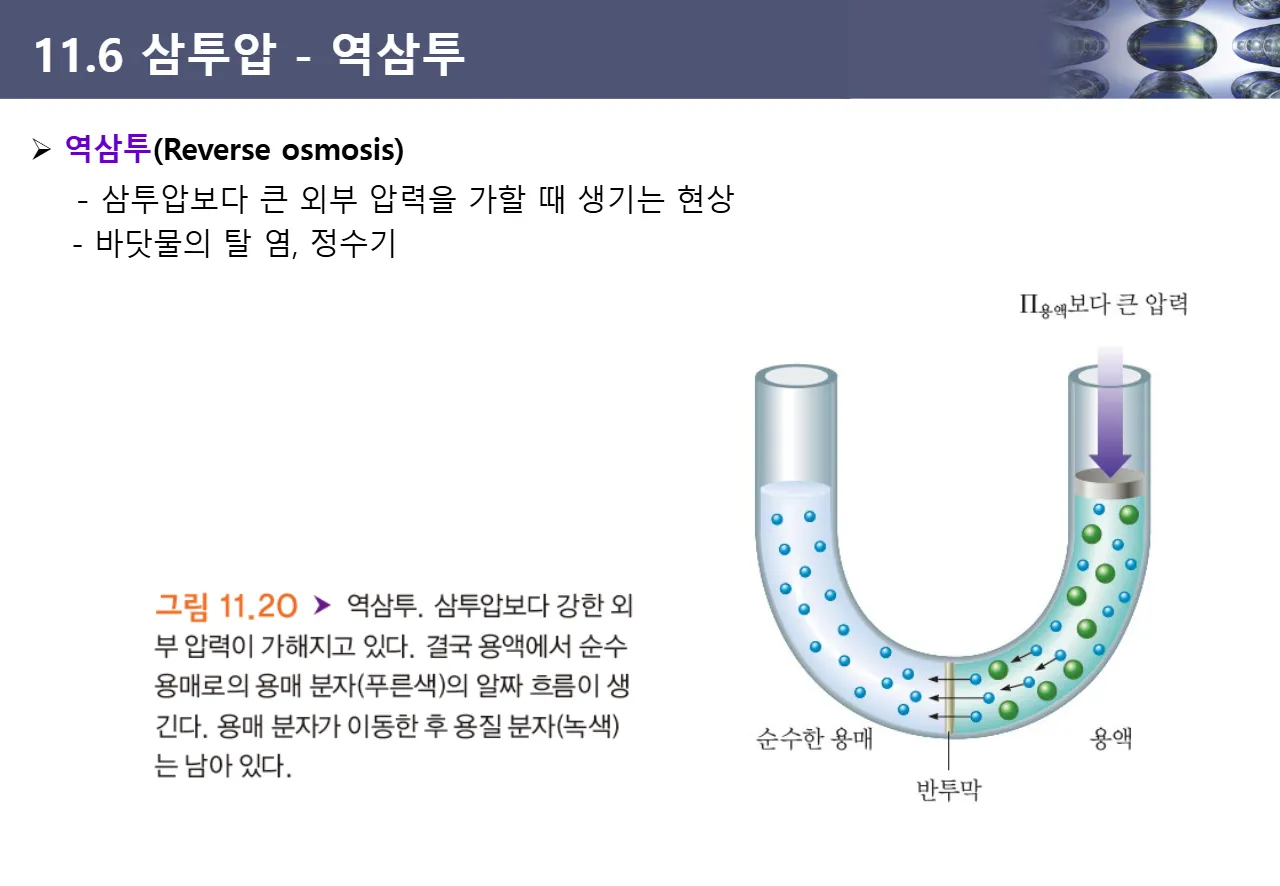 11.6 삼투압 - 역삼투
➢ 역삼투(Reverse osmosis)
- 삼투압보다 큰 외부 압력을 가할 때 생기는 현상
- 바닷물의 탈 염, 정수기
Π용액보다 큰 압력
그림 11.20 ➤ 역삼투. 삼투압보다 강한 외
부 압력이 가해지고 있다. 결국 용액에서 순수
용매로의 용매 분자(푸른색)의 알짜 흐름이 생
긴다. 용매 분자가 이동한 후 용질 분자(녹색)
는 남아 있다.
순수한 용매
용액
반투막